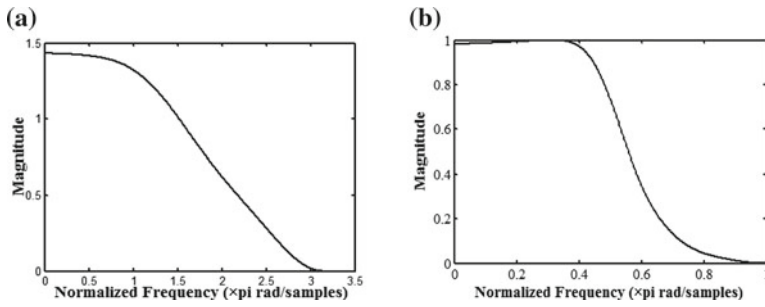 (a)
(b)
1.5
1
0.5
0
Magnitude
0 0.5 1 1.5 2 2.5 3 3.5
Normalized Frequency (×pi rad/samples)
1
0.8
0.6
0.4
0.2
0
Magnitude
0 0.2 0.4 0.6 0.8 1
Normalized Frequency (×pi rad/samples)